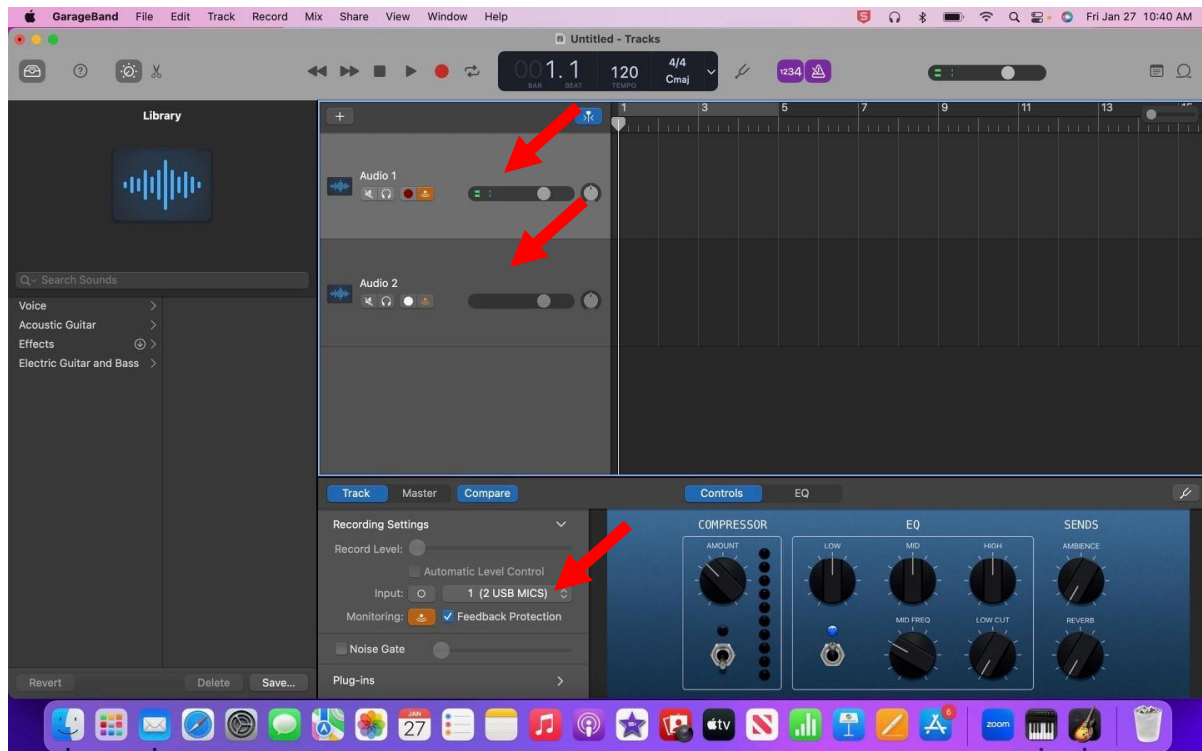 GarageBand File Edit Track Record Mix Share View Window Help Fri Jan 27 10:40 AM
Untitled - Tracks
001.1 120 4/4 Cmaj 1234
BAR BEAT TEMPO
Library
1 3 5 7 9 11 13
Audio 1
Audio 2
Search Sounds
Voice
Acoustic Guitar
Effects
Electric Guitar and Bass
Revert Delete Save...
Track Master Compare Controls EQ
Recording Settings
Record Level:
Automatic Level Control
Input: 1 (2 USB MICS)
Monitoring: Feedback Protection
Noise Gate
Plug-ins
COMPRESSOR EQ SENDS
AMOUNT LOW MID HIGH AMBIENCE
MID FREQ LOW CUT REVERB
JAN
27
tv
zoom
6